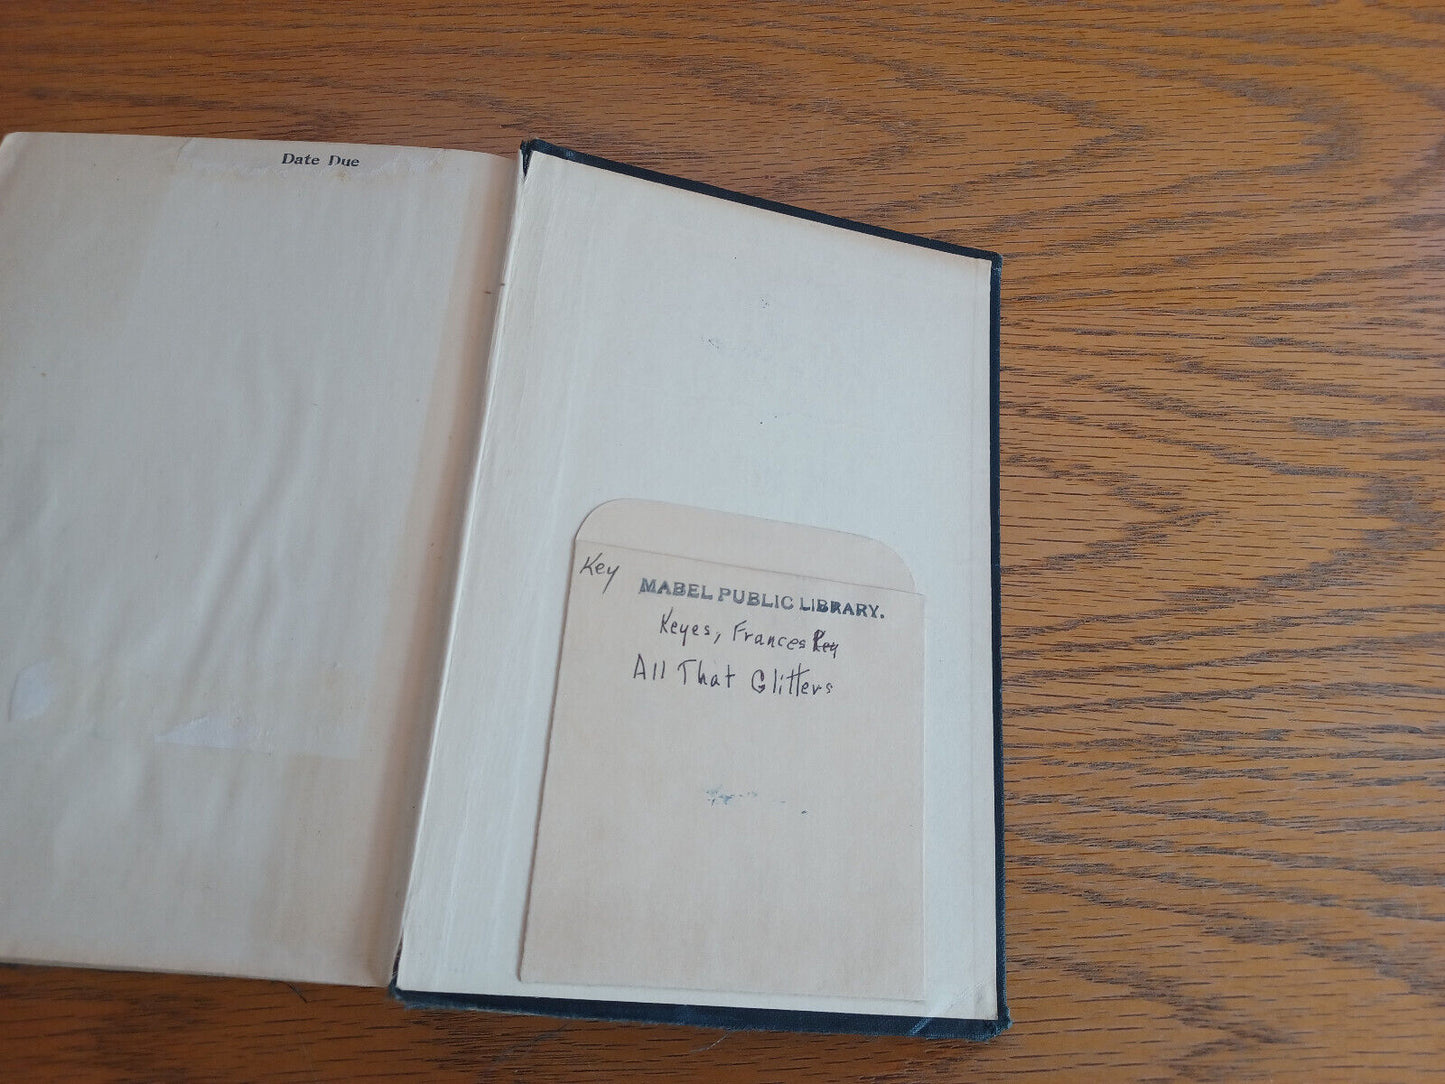 Date Due
Key
MABEL PUBLIC LIBRARY.
Keyes, Frances Key
All That Glitters